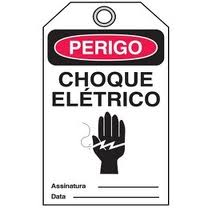 PERIGO
CHOQUE
ELÉTRICO
Assinatura
Data